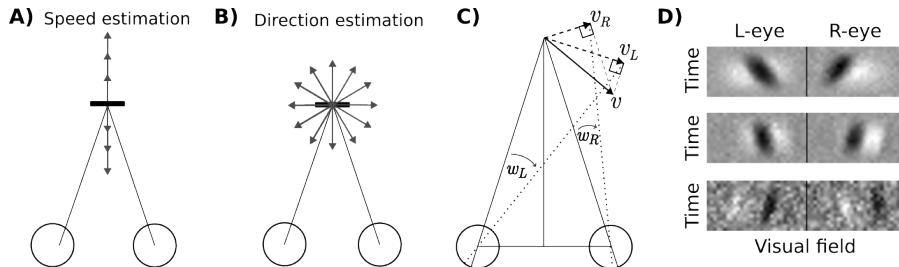 A) Speed estimation
B) Direction estimation
C)
v_R
v_L
v
w_R
w_L
D)
L-eye R-eye
Time
Time
Time
Visual field